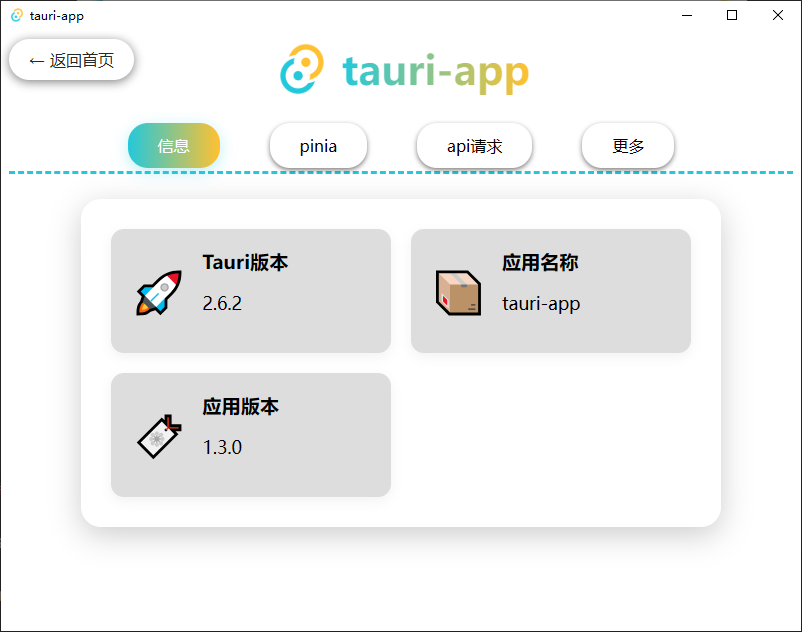 tauri-app
← 返回首页
tauri-app
信息
pinia
api请求
更多
Tauri版本
2.6.2
应用名称
tauri-app
应用版本
1.3.0